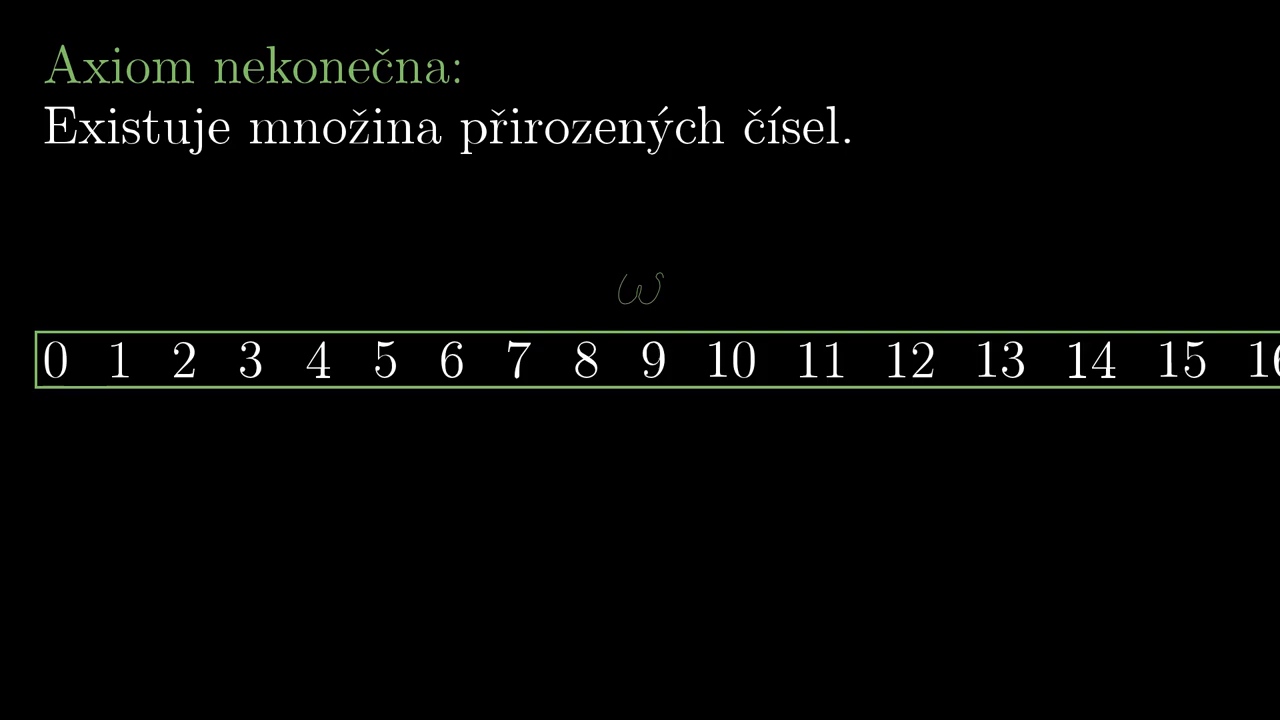 Axiom nekonečna:
Existuje množina přirozených čísel.
ω
0 1 2 3 4 5 6 7 8 9 10 11 12 13 14 15 16